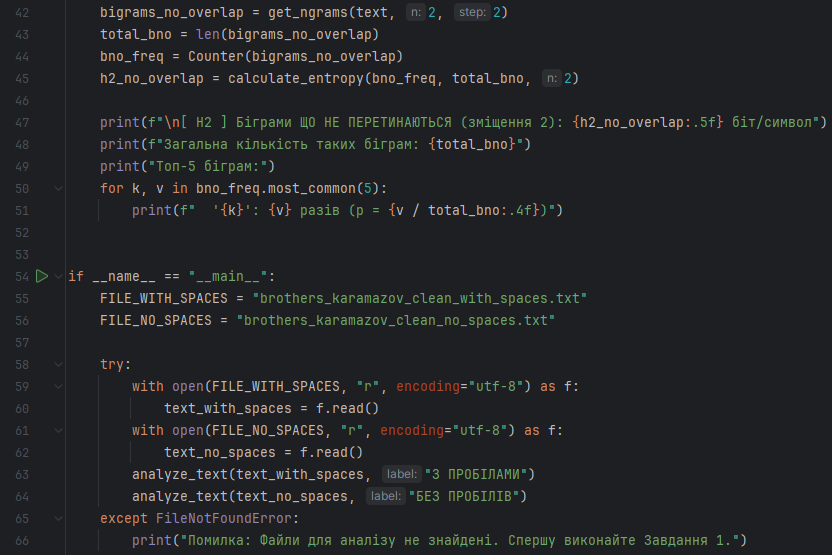 42 bigrams_no_overlap = get_ngrams(text, n: 2, step: 2)
43 total_bno = len(bigrams_no_overlap)
44 bno_freq = Counter(bigrams_no_overlap)
45 h2_no_overlap = calculate_entropy(bno_freq, total_bno, n: 2)
46
47 print(f"\n[ H2 ] Біграми ЩО НЕ ПЕРЕТИНАЮТЬСЯ (зміщення 2): {h2_no_overlap:.5f} біт/символ")
48 print(f"Загальна кількість таких біграм: {total_bno}")
49 print("Топ-5 біграм:")
50 for k, v in bno_freq.most_common(5):
51 print(f"  '{k}': {v} разів (p = {v / total_bno:.4f})")
52
53
54 if __name__ == "__main__":
55 FILE_WITH_SPACES = "brothers_karamazov_clean_with_spaces.txt"
56 FILE_NO_SPACES = "brothers_karamazov_clean_no_spaces.txt"
57
58 try:
59 with open(FILE_WITH_SPACES, "r", encoding="utf-8") as f:
60 text_with_spaces = f.read()
61 with open(FILE_NO_SPACES, "r", encoding="utf-8") as f:
62 text_no_spaces = f.read()
63 analyze_text(text_with_spaces, label: "З ПРОБІЛАМИ")
64 analyze_text(text_no_spaces, label: "БЕЗ ПРОБІЛІВ")
65 except FileNotFoundError:
66 print("Помилка: Файли для аналізу не знайдені. Спершу виконайте Завдання 1.")